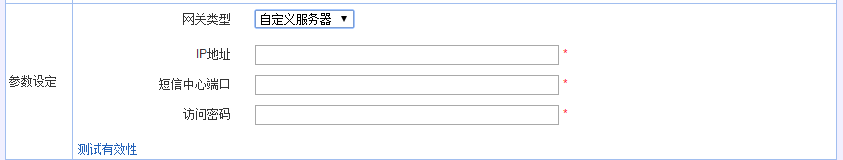 网关类型 自定义服务器
IP地址 *
参数设定
短信中心端口 *
访问密码 *
测试有效性